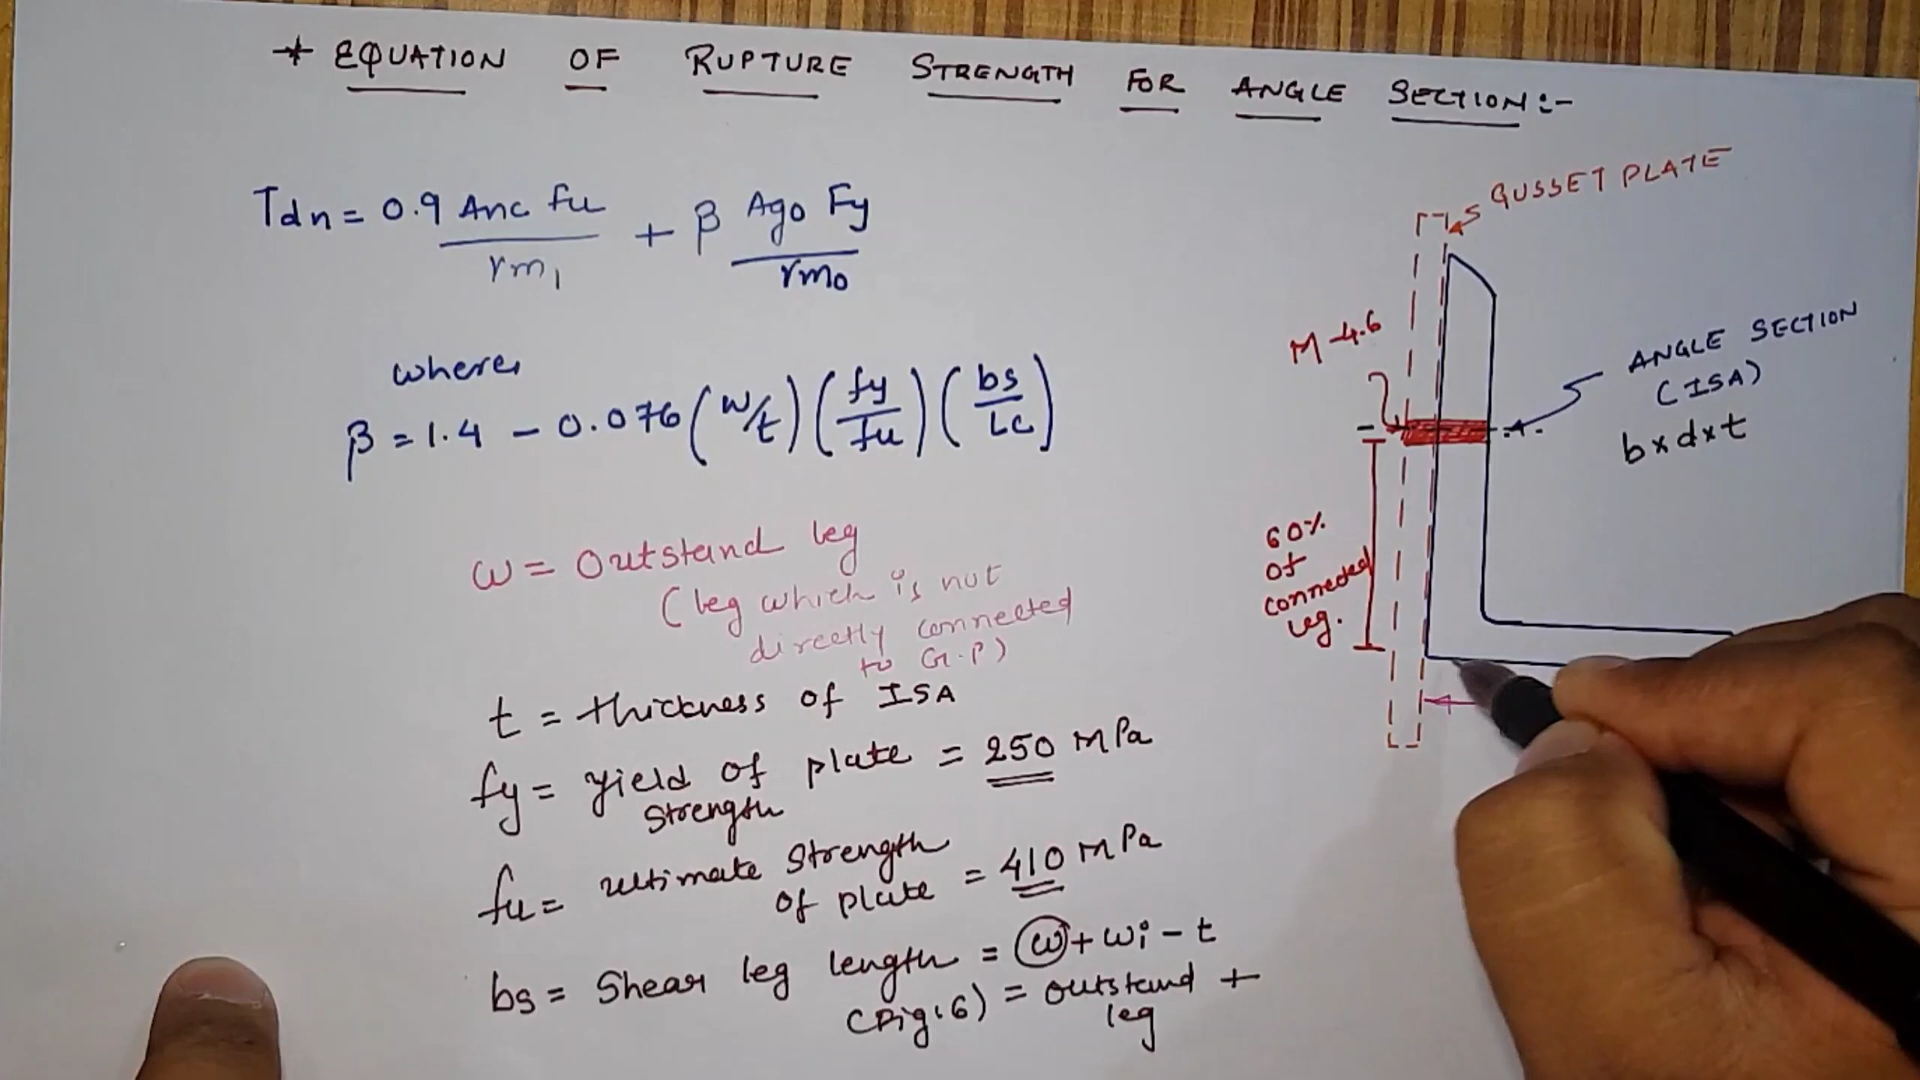 * EQUATION OF RUPTURE STRENGTH FOR ANGLE SECTION:-
Tdn = 0.9 Anc fu / rm1 + β Ago Fy / rm0
where,
β = 1.4 - 0.076 (w/t) (fy/fu) (bs/Lc)
w = Outstand leg
(leg which is not
directly connected
to G.P)
t = thickness of ISA
fy = yield of plate = 250 MPa
strength
fu = ultimate strength
of plate = 410 MPa
bs = Shear leg length = w + wi - t
(Fig.6) = outstand +
leg
GUSSET PLATE
M-4.6
ANGLE SECTION
(ISA)
b x d x t
60%
of
connected
leg.